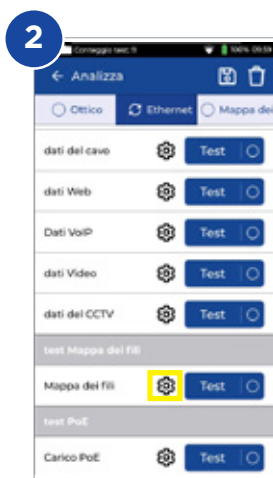 2
Conteggio test: 11
100% 09:59
← Analizza
Ottico Ethernet Mappa dei
dati del cavo Test
dati Web Test
Dati VoIP Test
dati Video Test
dati del CCTV Test
test Mappa dei fili
Mappa dei fili Test
test PoE
Carico PoE Test